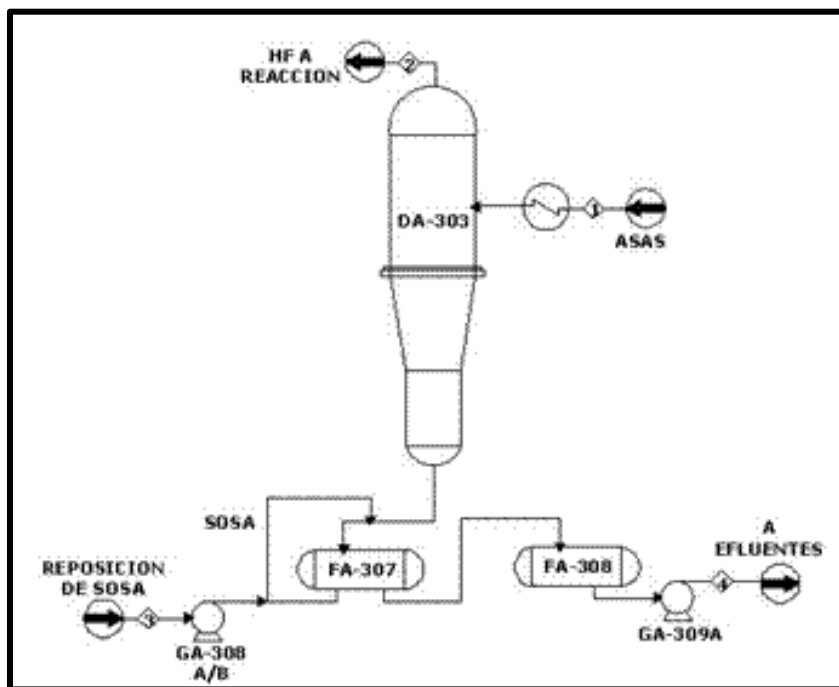 HF A
REACCION
2
DA-303
1
ASAS
SOSA
REPOSICION
DE SOSA
FA-307
FA-308
A
EFLUENTES
3
4
GA-308
A/B
GA-309A